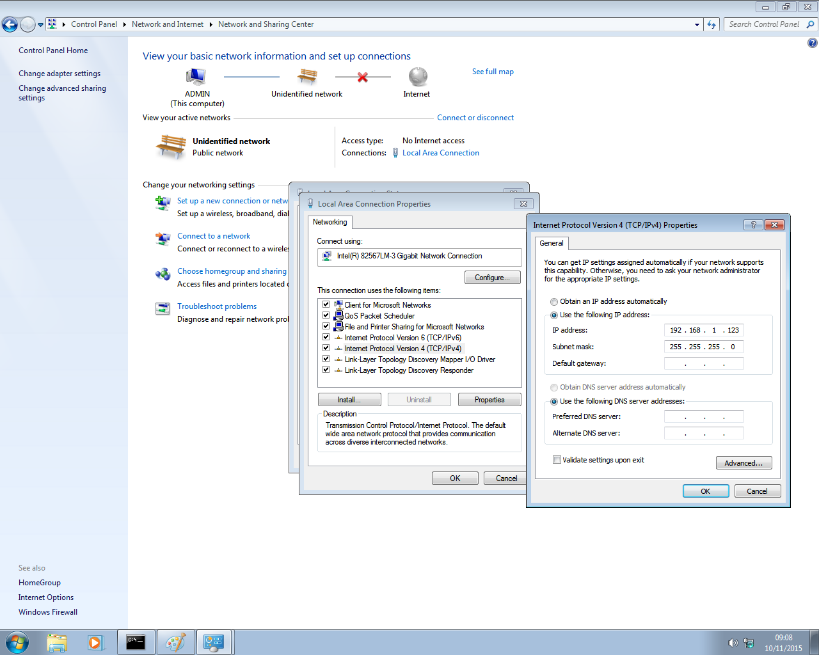 Control Panel
Network and Internet
Network and Sharing Center
Search Control Panel
Control Panel Home
Change adapter settings
Change advanced sharing
settings
View your basic network information and set up connections
See full map
ADMIN
(This computer)
Unidentified network
Internet
View your active networks
Connect or disconnect
Unidentified network
Public network
Access type:
No Internet access
Connections:
Local Area Connection
Change your networking settings
Set up a new connection or netw
Set up a wireless, broadband, dial
Connect to a network
Connect or reconnect to a wireles
Choose homegroup and sharing
Access files and printers located o
Troubleshoot problems
Diagnose and repair network prol
Local Area Connection Properties
Networking
Connect using:
Intel(R) 82567LM-3 Gigabit Network Connection
Configure...
This connection uses the following items:
Client for Microsoft Networks
QoS Packet Scheduler
File and Printer Sharing for Microsoft Networks
Internet Protocol Version 6 (TCP/IPv6)
Internet Protocol Version 4 (TCP/IPv4)
Link-Layer Topology Discovery Mapper I/O Driver
Link-Layer Topology Discovery Responder
Install...
Uninstall
Properties
Description
Transmission Control Protocol/Internet Protocol. The default
wide area network protocol that provides communication
across diverse interconnected networks.
OK
Cancel
Internet Protocol Version 4 (TCP/IPv4) Properties
General
You can get IP settings assigned automatically if your network supports
this capability. Otherwise, you need to ask your network administrator
for the appropriate IP settings.
Obtain an IP address automatically
Use the following IP address:
IP address:
192 . 168 . 1 . 123
Subnet mask:
255 . 255 . 255 . 0
Default gateway:
. . .
Obtain DNS server address automatically
Use the following DNS server addresses:
Preferred DNS server:
. . .
Alternate DNS server:
. . .
Validate settings upon exit
Advanced...
OK
Cancel
See also
HomeGroup
Internet Options
Windows Firewall
09:08
10/11/2015